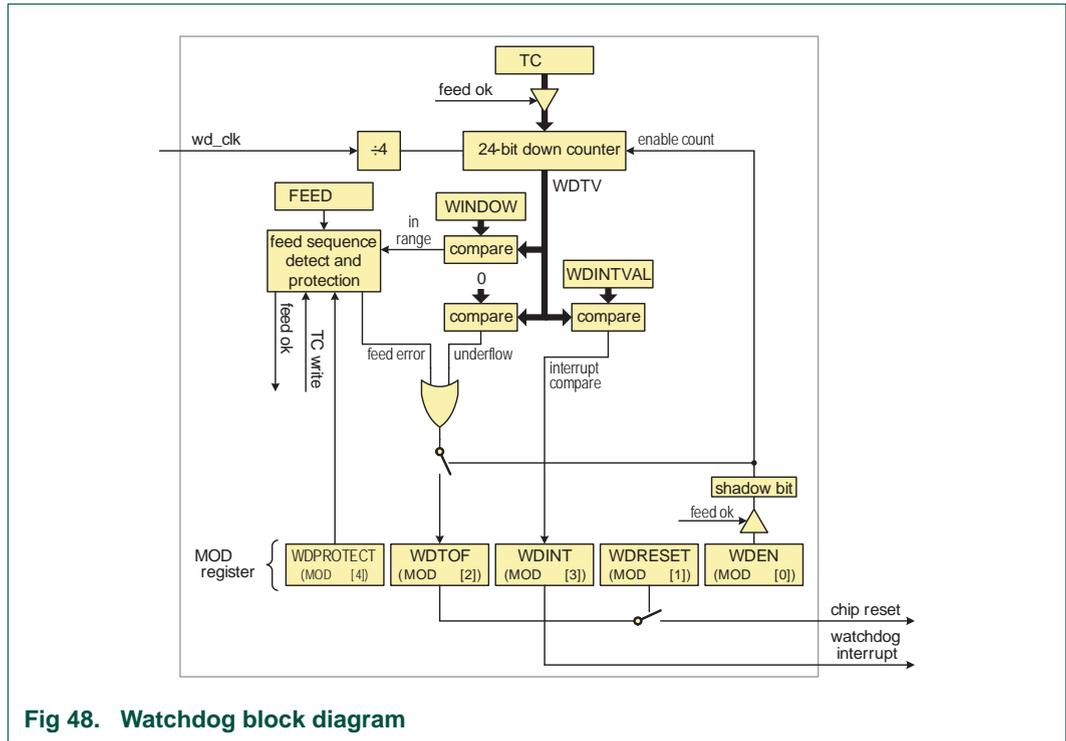 TC
feed ok
wd_clk
÷4
24-bit down counter
enable count
WDTV
FEED
WINDOW
in
range
feed sequence
detect and
protection
compare
WDINTVAL
0
compare
compare
feed ok
TC write
feed error
underflow
interrupt
compare
shadow bit
feed ok
MOD
register
WDPROTECT
(MOD [4])
WDTOF
(MOD [2])
WDINT
(MOD [3])
WDRESET
(MOD [1])
WDEN
(MOD [0])
chip reset
watchdog
interrupt
Fig 48. Watchdog block diagram